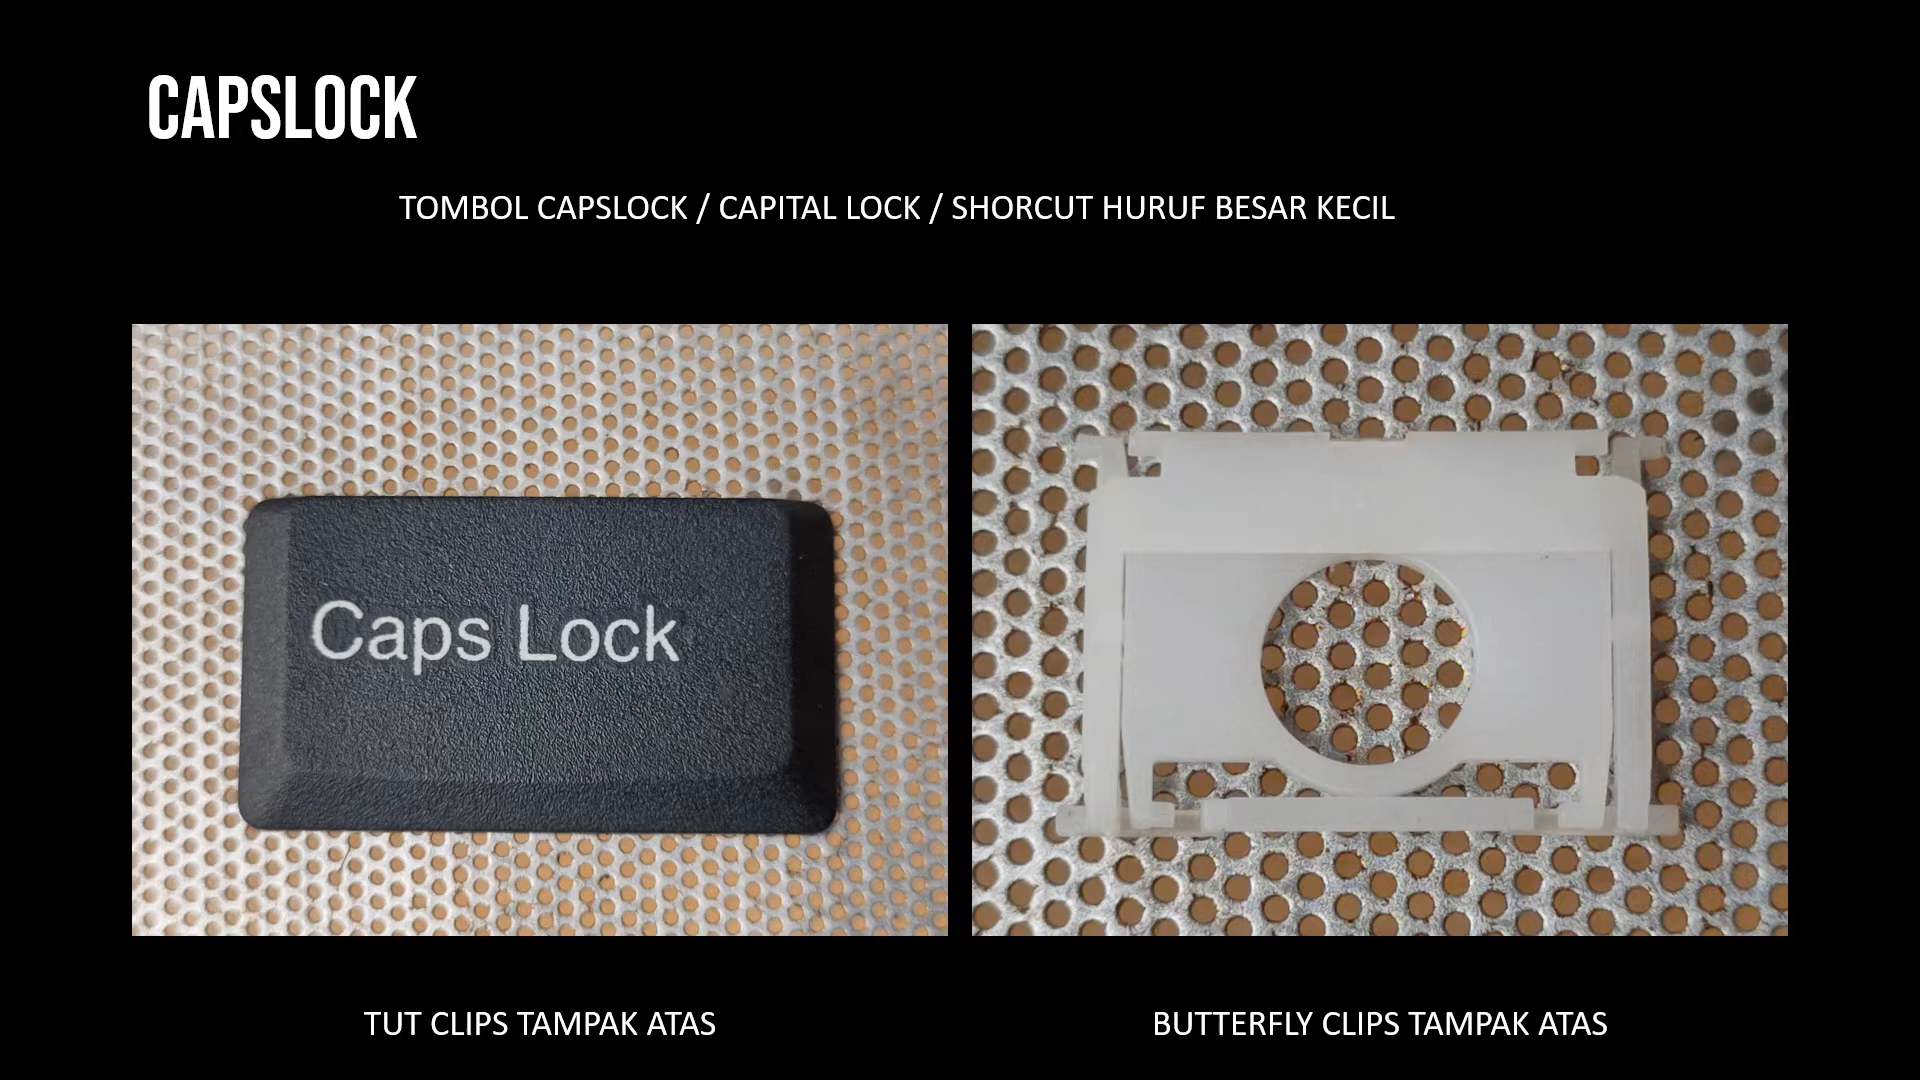 CAPSLOCK
TOMBOL CAPSLOCK / CAPITAL LOCK / SHORCUT HURUF BESAR KECIL
Caps Lock
TUT CLIPS TAMPAK ATAS
BUTTERFLY CLIPS TAMPAK ATAS